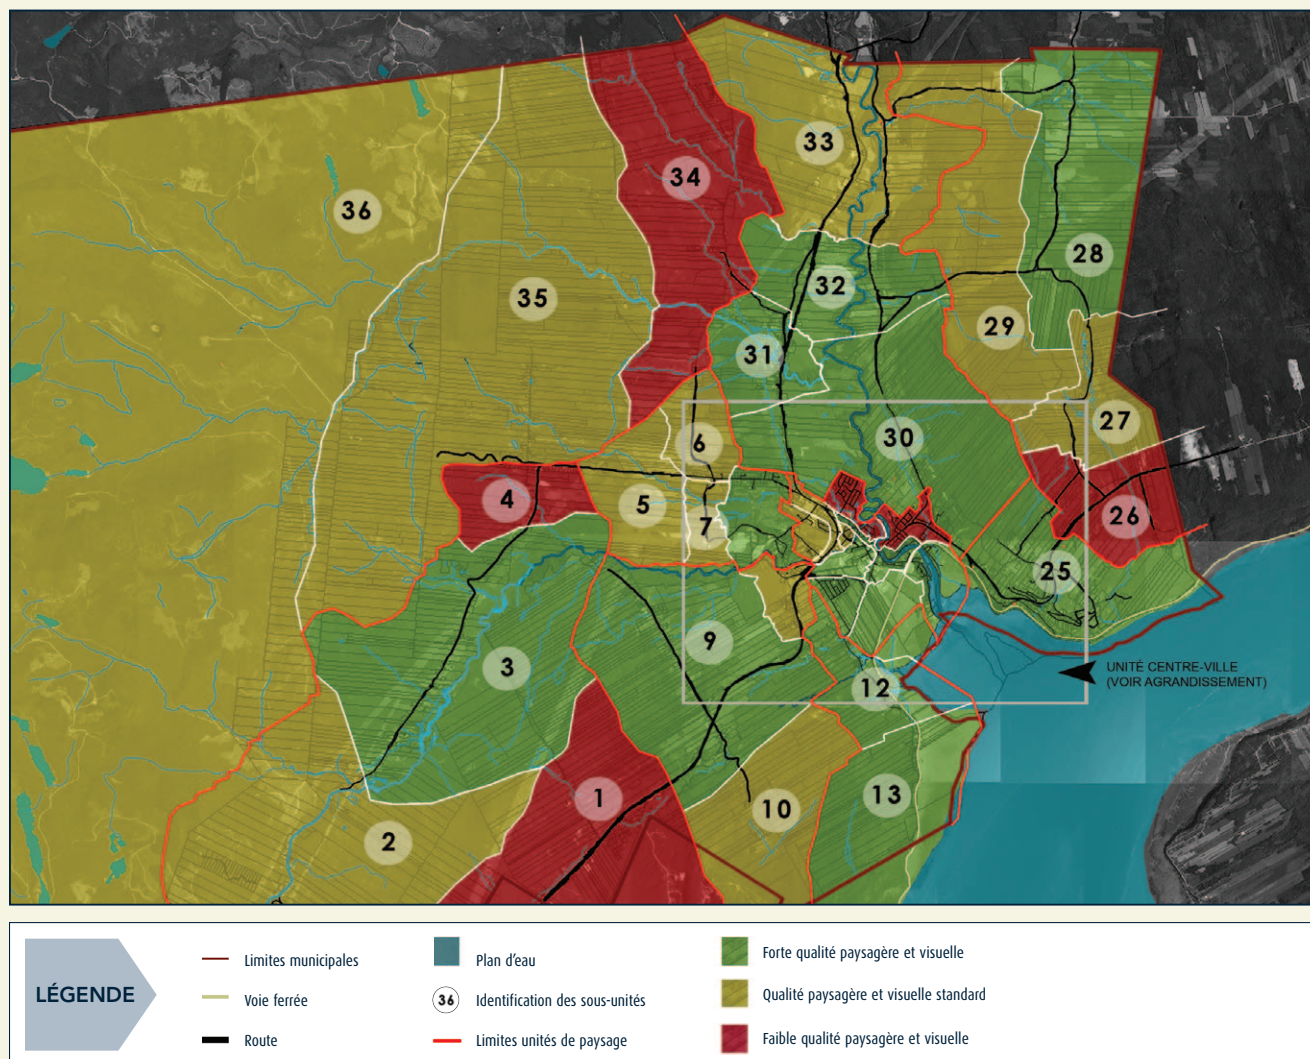 33
34
36
28
32
35
29
31
27
6
30
4
5
26
7
25
9
3
UNITÉ CENTRE-VILLE
(VOIR AGRANDISSEMENT)
12
1
13
10
2
LÉGENDE
Limites municipales
Voie ferrée
Route
Plan d'eau
36 Identification des sous-unités
Limites unités de paysage
Forte qualité paysagère et visuelle
Qualité paysagère et visuelle standard
Faible qualité paysagère et visuelle